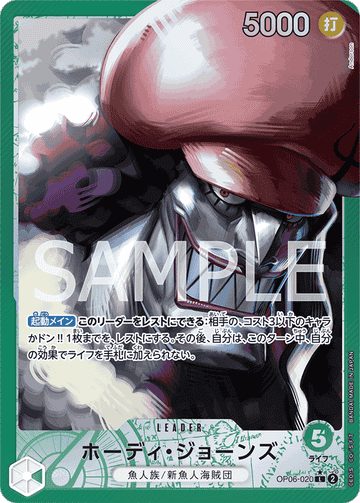 5000 打
Anderson
SAMPLE
起動メイン このリーダーをレストにできる:相手の、コスト3以下のキャラ
かドン!!1枚までを、レストにする。その後、自分は、このターン中、自分
の効果でライフを手札に加えられない。
LEADER
ホーディ・ジョーンズ
魚人族/新魚人海賊団
5
ライフ
OP06-020 L 2